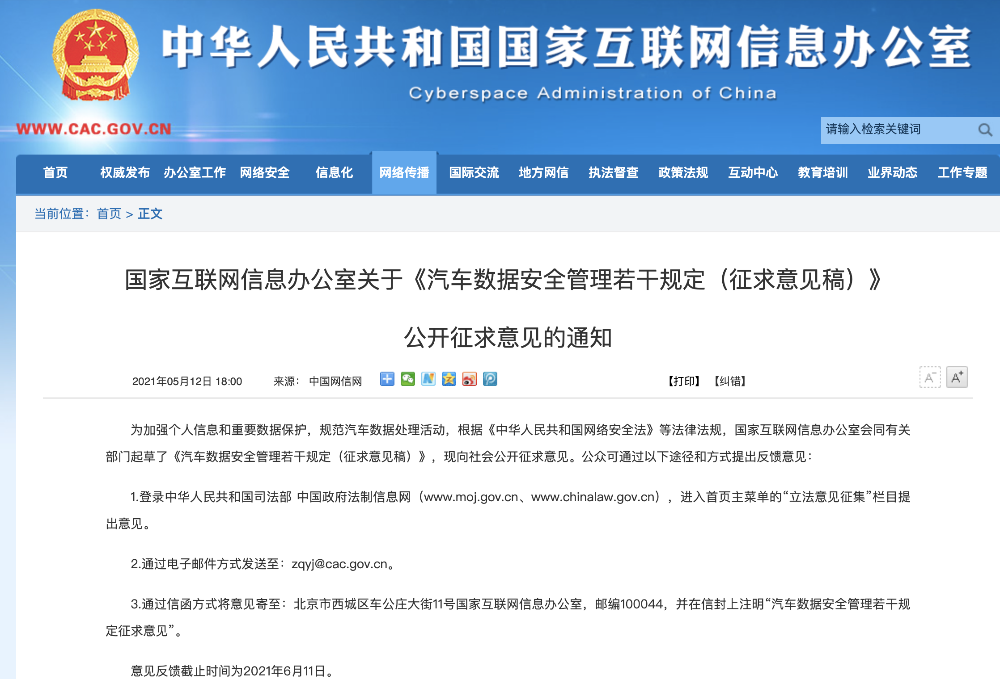 中华人民共和国国家互联网信息办公室
Cyberspace Administration of China
WWW.CAC.GOV.CN
请输入检索关键词
首页 权威发布 办公室工作 网络安全 信息化 网络传播 国际交流 地方网信 执法督查 政策法规 互动中心 教育培训 业界动态 工作专题
当前位置：首页 > 正文
国家互联网信息办公室关于《汽车数据安全管理若干规定（征求意见稿）》
公开征求意见的通知
2021年05月12日 18:00 来源： 中国网信网 【打印】 【纠错】 A- A+
为加强个人信息和重要数据保护，规范汽车数据处理活动，根据《中华人民共和国网络安全法》等法律法规，国家互联网信息办公室会同有关
部门起草了《汽车数据安全管理若干规定（征求意见稿）》，现向社会公开征求意见。公众可通过以下途径和方式提出反馈意见：
1.登录中华人民共和国司法部 中国政府法制信息网（www.moj.gov.cn、www.chinalaw.gov.cn），进入首页主菜单的“立法意见征集”栏目提
出意见。
2.通过电子邮件方式发送至：zqyj@cac.gov.cn。
3.通过信函方式将意见寄至：北京市西城区车公庄大街11号国家互联网信息办公室，邮编100044，并在信封上注明“汽车数据安全管理若干规
定征求意见”。
意见反馈截止时间为2021年6月11日。